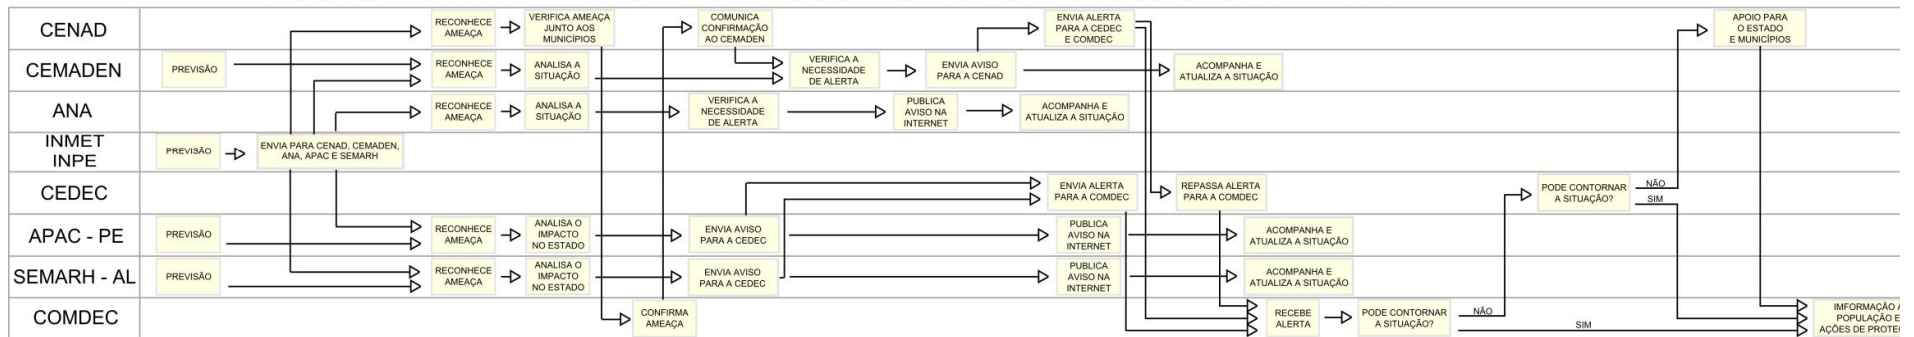 CENAD
RECONHECE
AMEAÇA
VERIFICA AMEAÇA
JUNTO AOS
MUNICÍPIOS
COMUNICA
CONFIRMAÇÃO
AO CEMADEN
ENVIA ALERTA
PARA A CEDEC
E COMDEC
APOIO PARA
O ESTADO
E MUNICÍPIOS
CEMADEN
PREVISÃO
RECONHECE
AMEAÇA
ANALISA A
SITUAÇÃO
VERIFICA A
NECESSIDADE
DE ALERTA
ENVIA AVISO
PARA A CENAD
ACOMPANHA E
ATUALIZA A SITUAÇÃO
ANA
RECONHECE
AMEAÇA
ANALISA A
SITUAÇÃO
VERIFICA A
NECESSIDADE
DE ALERTA
PUBLICA
AVISO NA
INTERNET
ACOMPANHA E
ATUALIZA A SITUAÇÃO
INMET
INPE
PREVISÃO
ENVIA PARA CENAD, CEMADEN,
ANA, APAC E SEMARH
CEDEC
ENVIA ALERTA
PARA A COMDEC
REPASSA ALERTA
PARA A COMDEC
PODE CONTORNAR
A SITUAÇÃO?
NÃO
SIM
APAC - PE
PREVISÃO
RECONHECE
AMEAÇA
ANALISA O
IMPACTO
NO ESTADO
ENVIA AVISO
PARA A CEDEC
PUBLICA
AVISO NA
INTERNET
ACOMPANHA E
ATUALIZA A SITUAÇÃO
SEMARH - AL
PREVISÃO
RECONHECE
AMEAÇA
ANALISA O
IMPACTO
NO ESTADO
ENVIA AVISO
PARA A CEDEC
PUBLICA
AVISO NA
INTERNET
ACOMPANHA E
ATUALIZA A SITUAÇÃO
COMDEC
CONFIRMA
AMEAÇA
RECEBE
ALERTA
PODE CONTORNAR
A SITUAÇÃO?
NÃO
SIM
IMFORMAÇÃO
POPULAÇÃO E
AÇÕES DE